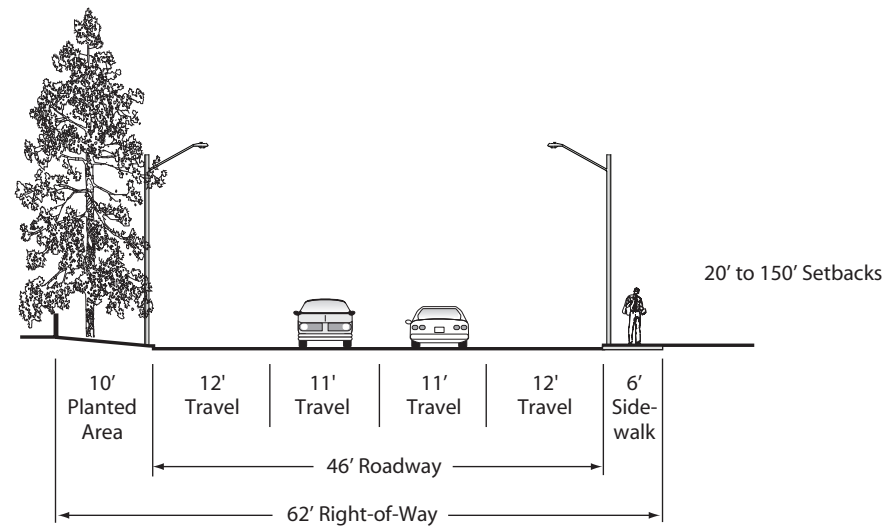 20’ to 150’ Setbacks
10’
Planted
Area
12'
Travel
11'
Travel
11’
Travel
12'
Travel
6’
Side-
walk
46’ Roadway
62’ Right-of-Way